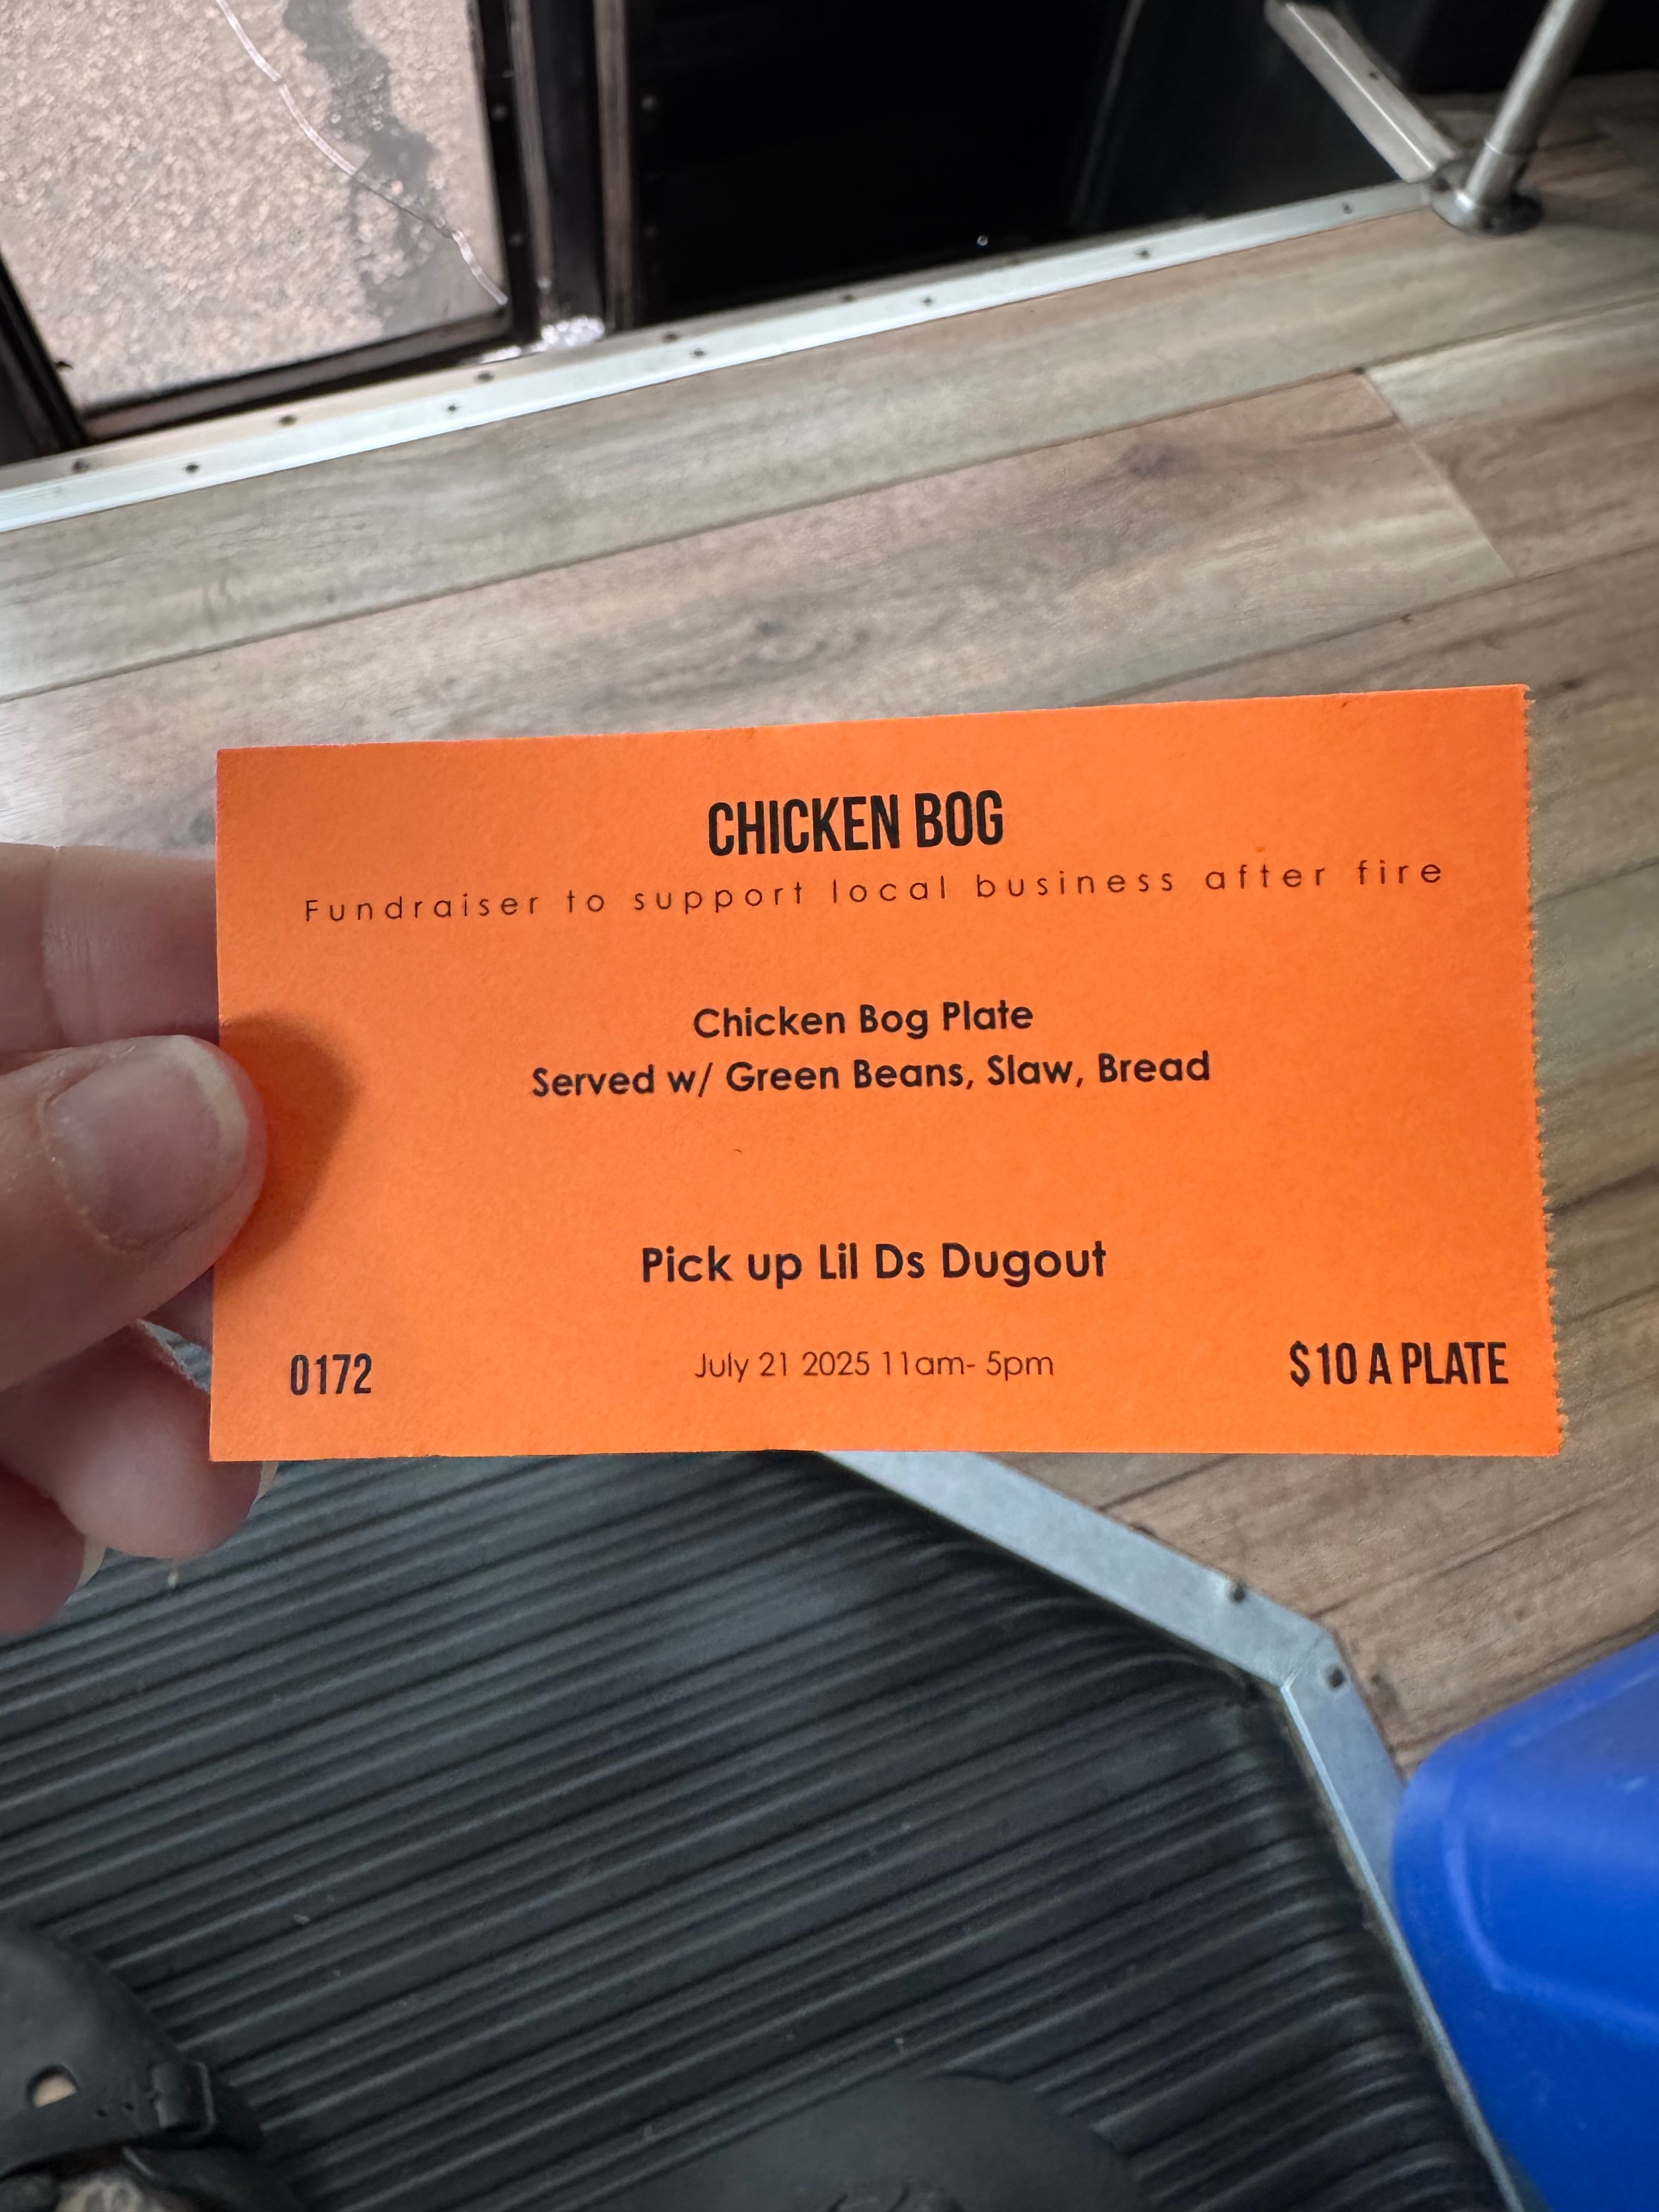 CHICKEN BOG
Fundraiser to support local business after fire
Chicken Bog Plate
Served w/ Green Beans, Slaw, Bread
Pick up Lil Ds Dugout
0172 July 21 2025 11am- 5pm $10 A PLATE